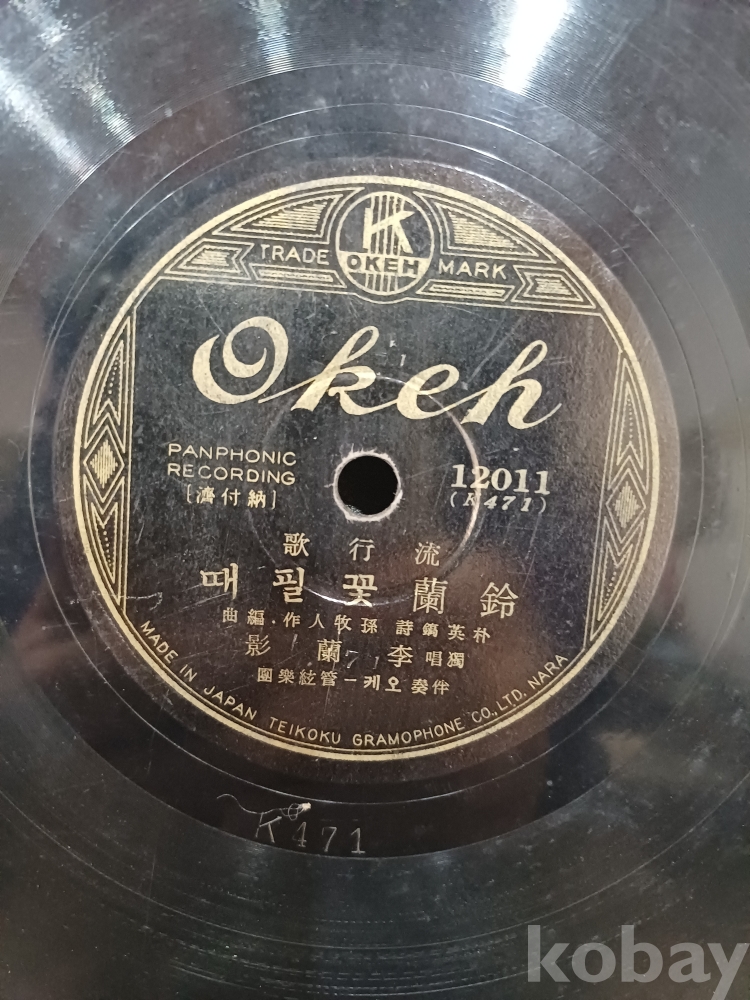 K
TRADE OKEH MARK
Okeh
PANPHONIC
RECORDING
[納付濟]
12011
(K471)
流行歌
鈴蘭꽃필때
朴英鎬詩 孫牧人作・編曲
獨唱 李蘭影
伴奏 오케ー管絃樂團
MADE IN JAPAN TEIKOKU GRAMOPHONE CO., LTD. NARA
K471
kobay